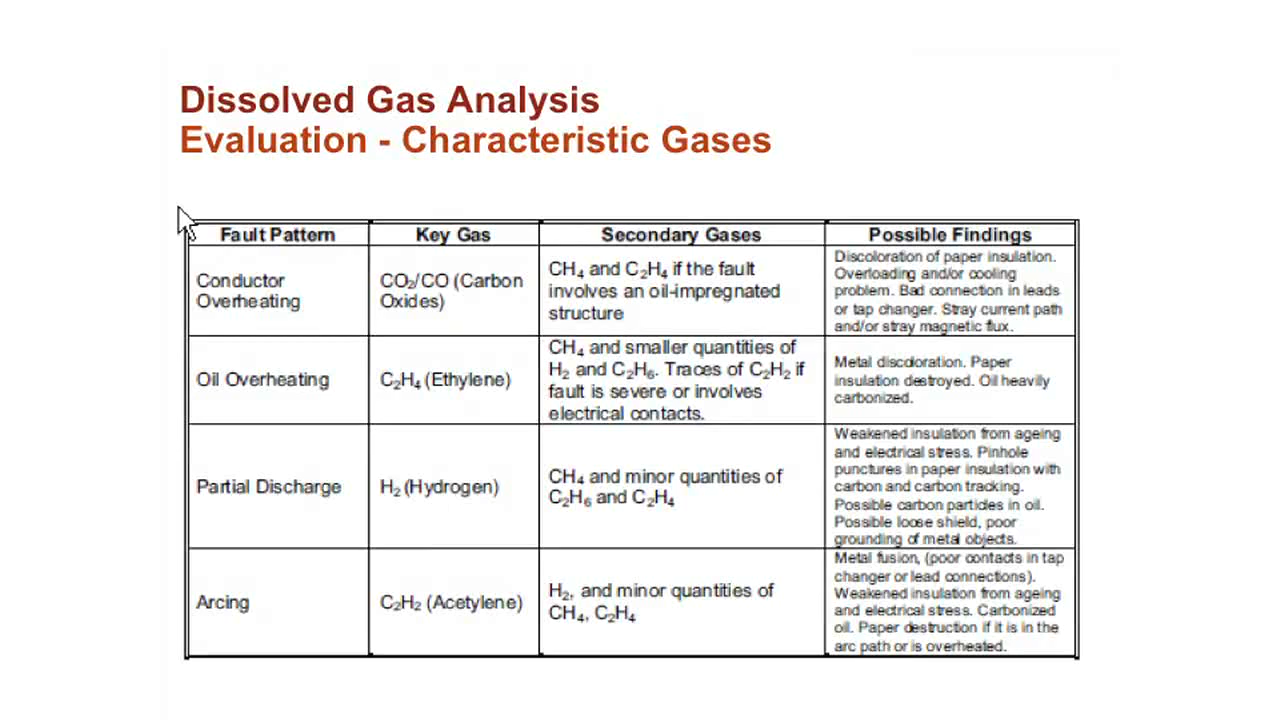 Dissolved Gas Analysis
Evaluation - Characteristic Gases
Fault Pattern
Key Gas
Secondary Gases
Possible Findings
Conductor
Overheating
CO₂/CO (Carbon
Oxides)
CH₄ and C₂H₄ if the fault
involves an oil-impregnated
structure
Discoloration of paper insulation.
Overloading and/or cooling
problem. Bad connection in leads
or tap changer. Stray current path
and/or stray magnetic flux.
Oil Overheating
C₂H₄ (Ethylene)
CH₄ and smaller quantities of
H₂ and C₂H₆. Traces of C₂H₂ if
fault is severe or involves
electrical contacts.
Metal discoloration. Paper
insulation destroyed. Oil heavily
carbonized.
Partial Discharge
H₂ (Hydrogen)
CH₄ and minor quantities of
C₂H₆ and C₂H₄
Weakened insulation from ageing
and electrical stress. Pinhole
punctures in paper insulation with
carbon and carbon tracking.
Possible carbon particles in oil.
Possible loose shield, poor
grounding of metal objects.
Arcing
C₂H₂ (Acetylene)
H₂, and minor quantities of
CH₄, C₂H₄
Metal fusion, (poor contacts in tap
changer or lead connections).
Weakened insulation from ageing
and electrical stress. Carbonized
oil. Paper destruction if it is in the
arc path or is overheated.